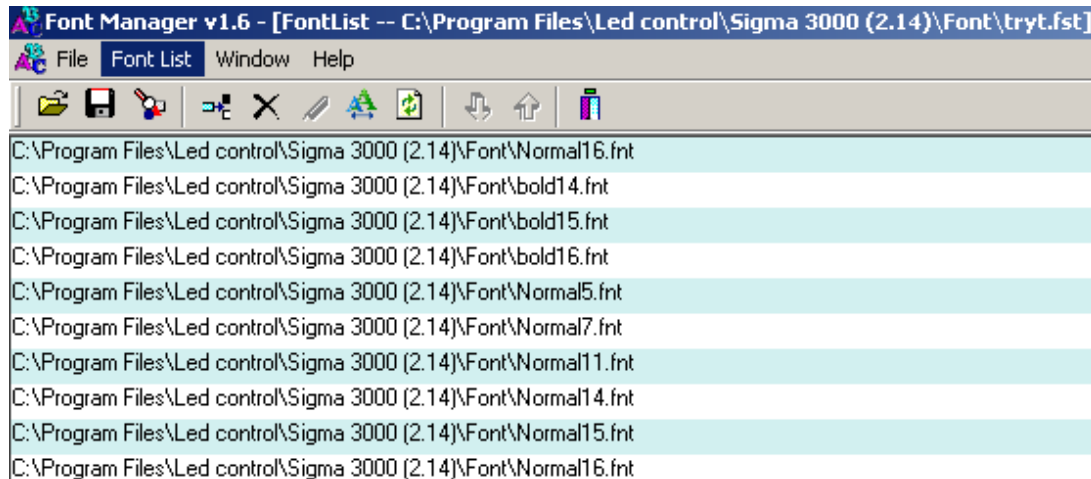 Font Manager v1.6 - [FontList -- C:\Program Files\Led control\Sigma 3000 (2.14)\Font\tryt.fst]
File Font List Window Help
C:\Program Files\Led control\Sigma 3000 (2.14)\Font\Normal16.fnt
C:\Program Files\Led control\Sigma 3000 (2.14)\Font\bold14.fnt
C:\Program Files\Led control\Sigma 3000 (2.14)\Font\bold15.fnt
C:\Program Files\Led control\Sigma 3000 (2.14)\Font\bold16.fnt
C:\Program Files\Led control\Sigma 3000 (2.14)\Font\Normal5.fnt
C:\Program Files\Led control\Sigma 3000 (2.14)\Font\Normal7.fnt
C:\Program Files\Led control\Sigma 3000 (2.14)\Font\Normal11.fnt
C:\Program Files\Led control\Sigma 3000 (2.14)\Font\Normal14.fnt
C:\Program Files\Led control\Sigma 3000 (2.14)\Font\Normal15.fnt
C:\Program Files\Led control\Sigma 3000 (2.14)\Font\Normal16.fnt